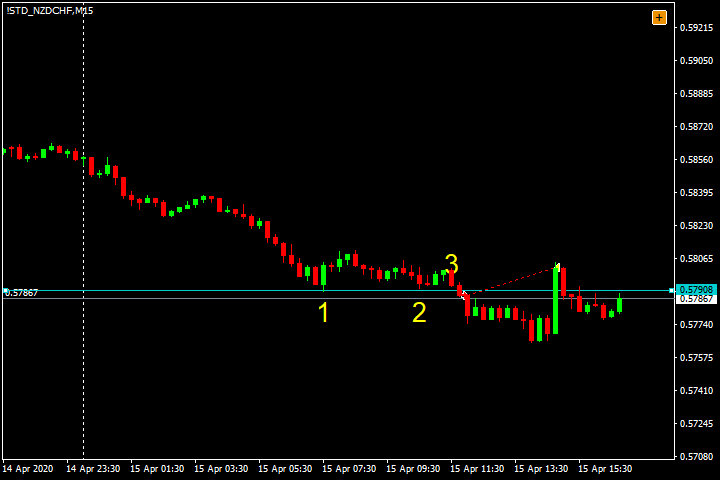 !STD_NZDCHF,M15
+
0.59215
0.59050
0.58885
0.58720
0.58560
0.58395
0.58230
0.58065
0.57908
0.57867
0.57867
0.57740
0.57575
0.57410
0.57245
0.57080
3
1
2
14 Apr 2020
14 Apr 23:30
15 Apr 01:30
15 Apr 03:30
15 Apr 05:30
15 Apr 07:30
15 Apr 09:30
15 Apr 11:30
15 Apr 13:30
15 Apr 15:30